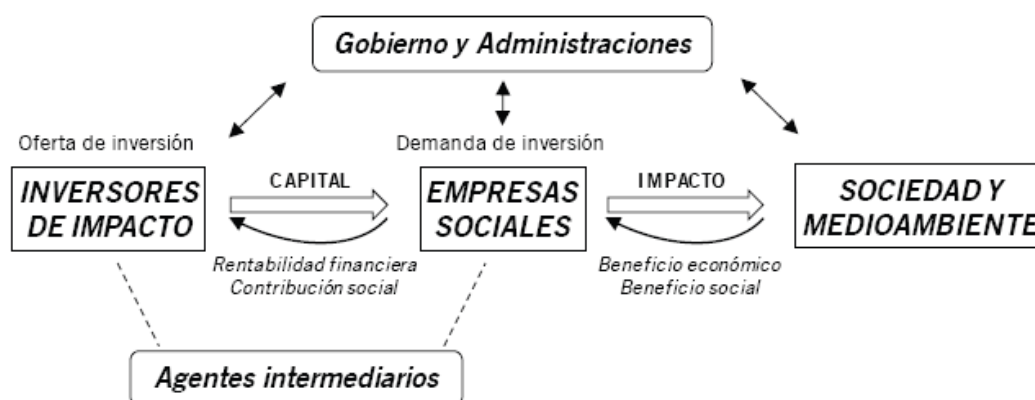 Gobierno y Administraciones
Oferta de inversión
Demanda de inversión
INVERSORES
DE IMPACTO
CAPITAL
EMPRESAS
SOCIALES
IMPACTO
SOCIEDAD Y
MEDIOAMBIENTE
Rentabilidad financiera
Contribución social
Beneficio económico
Beneficio social
Agentes intermediarios